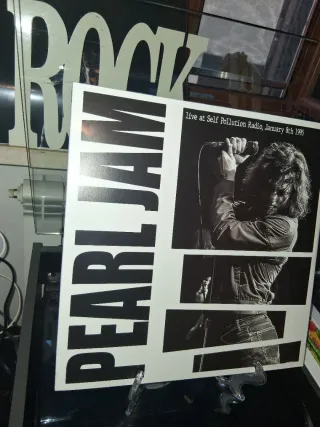 ROCK
PEARL JAM
live at Self Pollution Radio, January 8th 1995